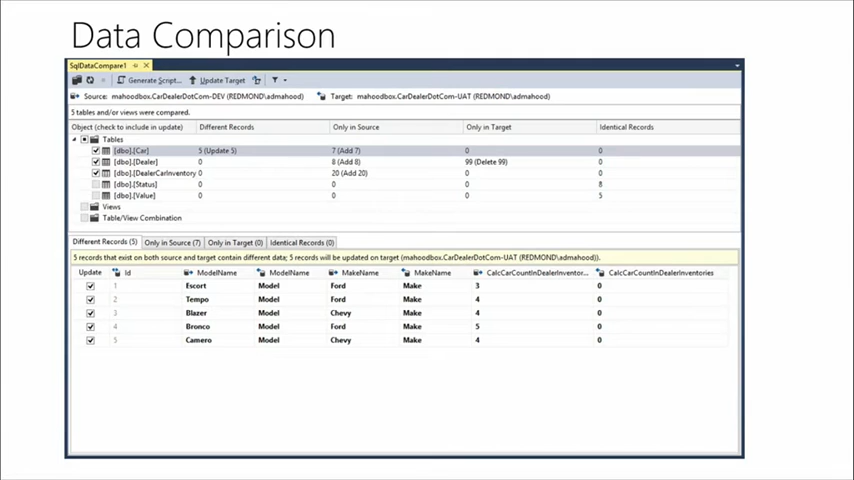 Data Comparison
SqlDataCompare1
Generate Script... Update Target
Source: mahoodbox.CarDealerDotCom-DEV (REDMOND\admahood) Target: mahoodbox.CarDealerDotCom-UAT (REDMOND\admahood)
5 tables and/or views were compared.
Object (check to include in update) Different Records Only in Source Only in Target Identical Records
Tables
[dbo].[Car] 5 (Update 5) 7 (Add 7) 0 0
[dbo].[Dealer] 0 8 (Add 8) 99 (Delete 99) 0
[dbo].[DealerCarInventory 0 20 (Add 20) 0 0
[dbo].[Status] 0 0 0 8
[dbo].[Value] 0 0 0 5
Views
Table/View Combination
Different Records (5) Only in Source (7) Only in Target (0) Identical Records (0)
5 records that exist on both source and target contain different data; 5 records will be updated on target (mahoodbox.CarDealerDotCom-UAT (REDMOND\admahood)).
Update Id ModelName ModelName MakeName MakeName CalcCarCountInDealerInventor... CalcCarCountInDealerInventories
1 Escort Model Ford Make 3 0
2 Tempo Model Ford Make 4 0
3 Blazer Model Chevy Make 4 0
4 Bronco Model Ford Make 5 0
5 Camero Model Chevy Make 4 0